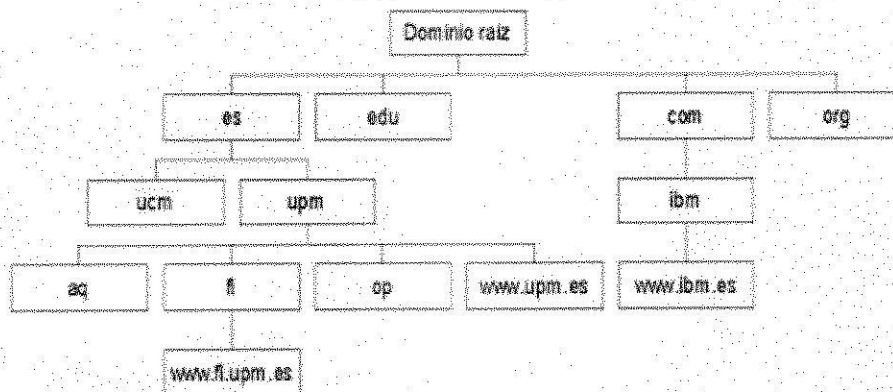 Dominio raíz
es
edu
com
org
ucm
upm
ibm
aq
fi
op
www.upm.es
www.ibm.es
www.fi.upm.es